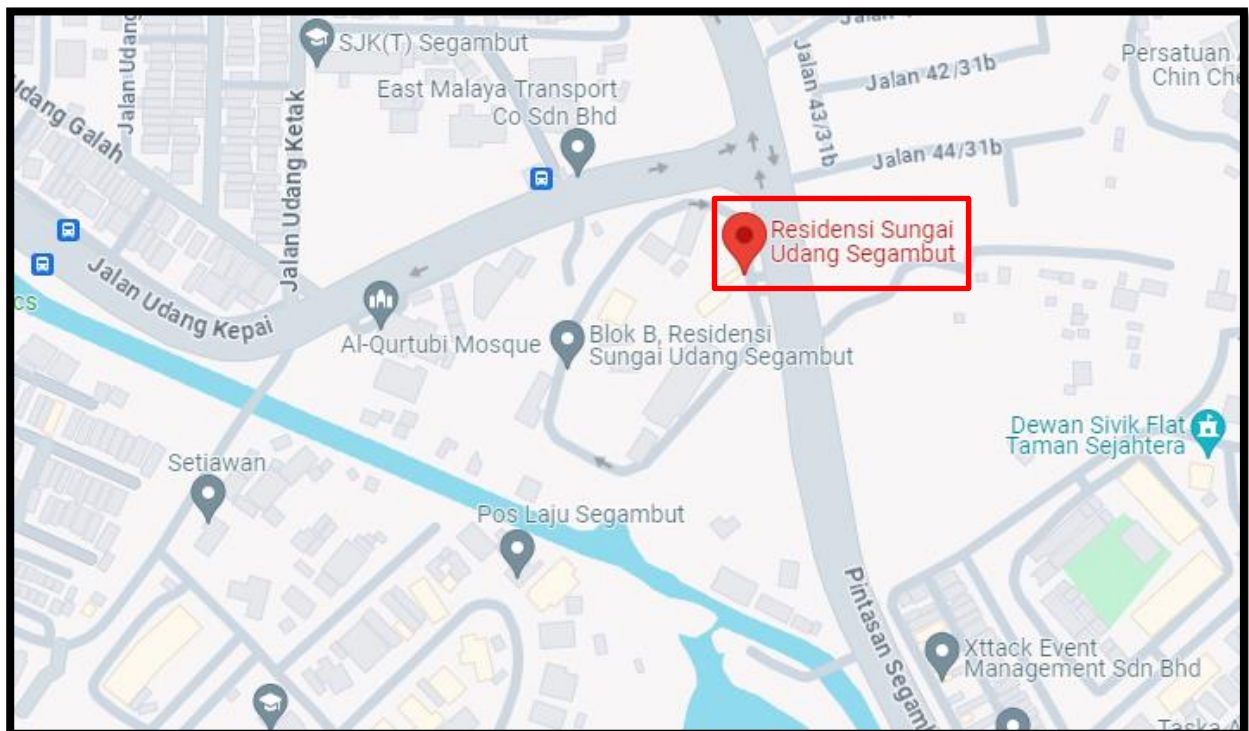 Jalan Udang
SJK(T) Segambut
Jalan 43/31b
Jalan 42/31b
Persatuan
Chin Che
East Malaya Transport
Co Sdn Bhd
Udang Galah
Jalan Udang Ketak
Jalan 44/31b
Residensi Sungai
Udang Segambut
Jalan Udang Kepai
cs
Al-Qurtubi Mosque
Blok B, Residensi
Sungai Udang Segambut
Dewan Sivik Flat
Taman Sejahtera
Setiawan
Pos Laju Segambut
Pintasan Segamb
Xttack Event
Management Sdn Bhd
Taska A